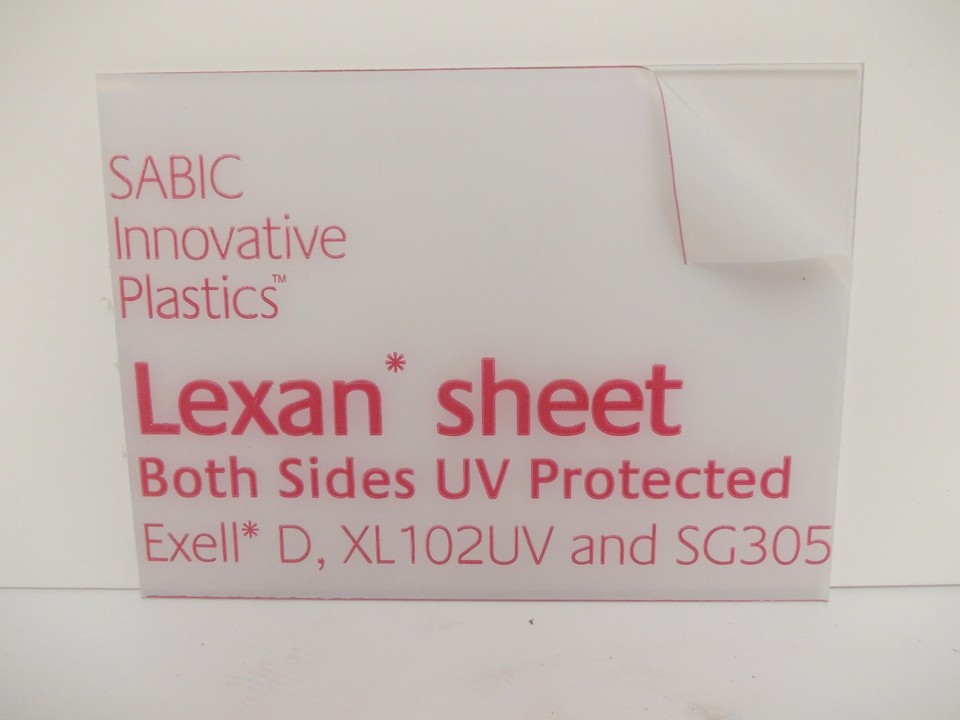 SABIC
Innovative
Plastics™
Lexan* sheet
Both Sides UV Protected
Exell* D, XL102UV and SG305